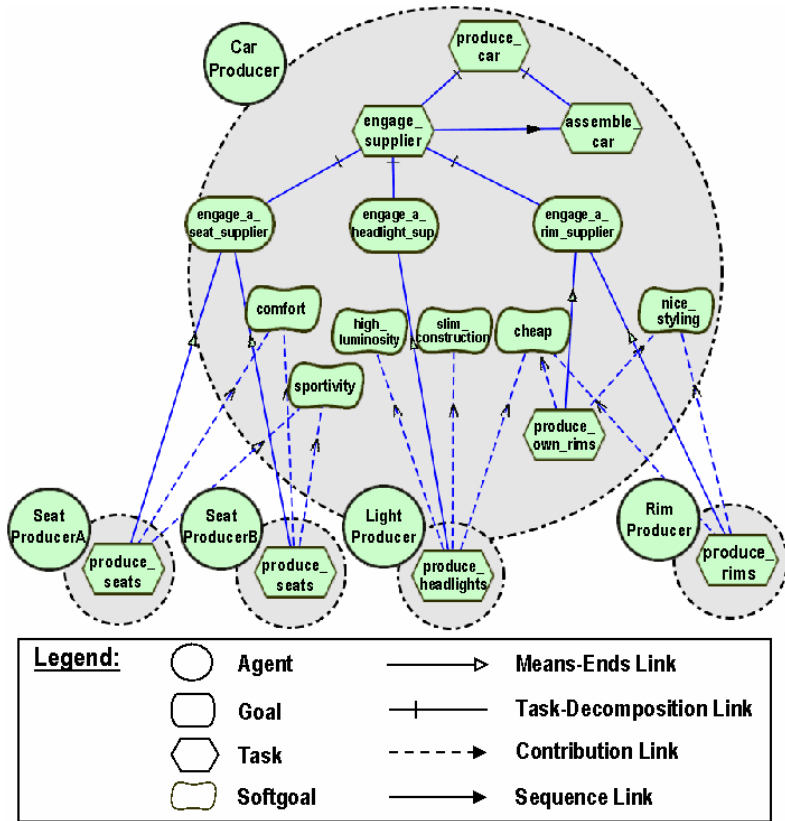 Car
Producer
produce_
car
engage_
supplier
assemble_
car
engage_a_
seat_supplier
engage_a_
headlight_sup
engage_a_
rim_supplier
comfort
high_
luminosity
slim_
construction
cheap
nice_
styling
sportivity
produce_
own_rims
Seat
ProducerA
produce_
seats
Seat
ProducerB
produce_
seats
Light
Producer
produce_
headlights
Rim
Producer
produce_
rims
Legend:
Agent
Means-Ends Link
Goal
Task-Decomposition Link
Task
Contribution Link
Softgoal
Sequence Link